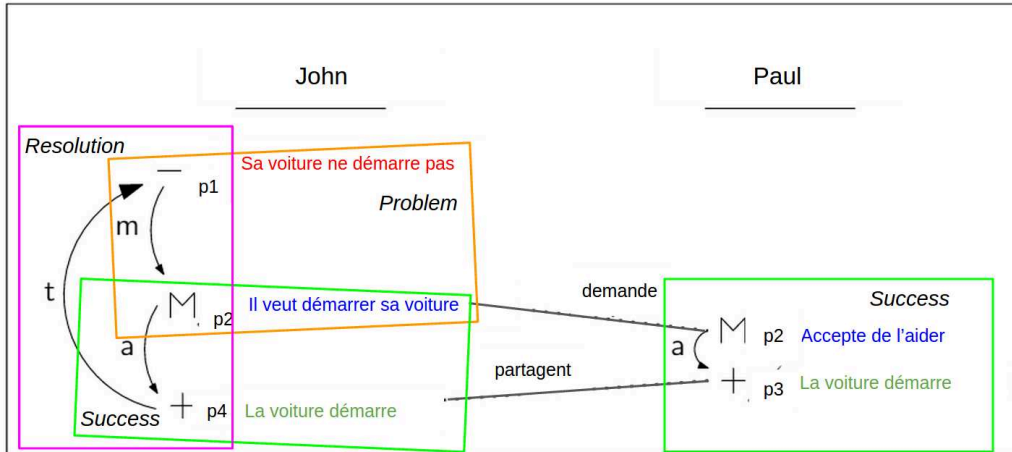 John
Paul
Resolution
Sa voiture ne démarre pas
– p1
Problem
m
t
M p2 Il veut démarrer sa voiture
demande
Success
M p2 Accepte de l’aider
a
a
partagent
+ p3 La voiture démarre
Success + p4 La voiture démarre